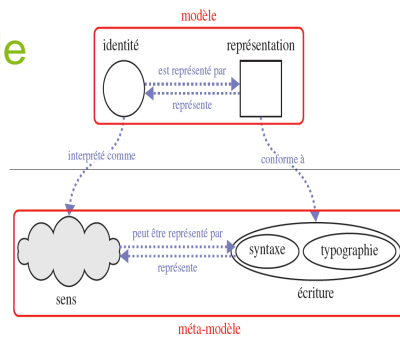 modèle
le
identité
représentation
est représenté par
représente
interprété comme
conforme à
peut être représenté par
représente
syntaxe
typographie
sens
écriture
méta-modèle